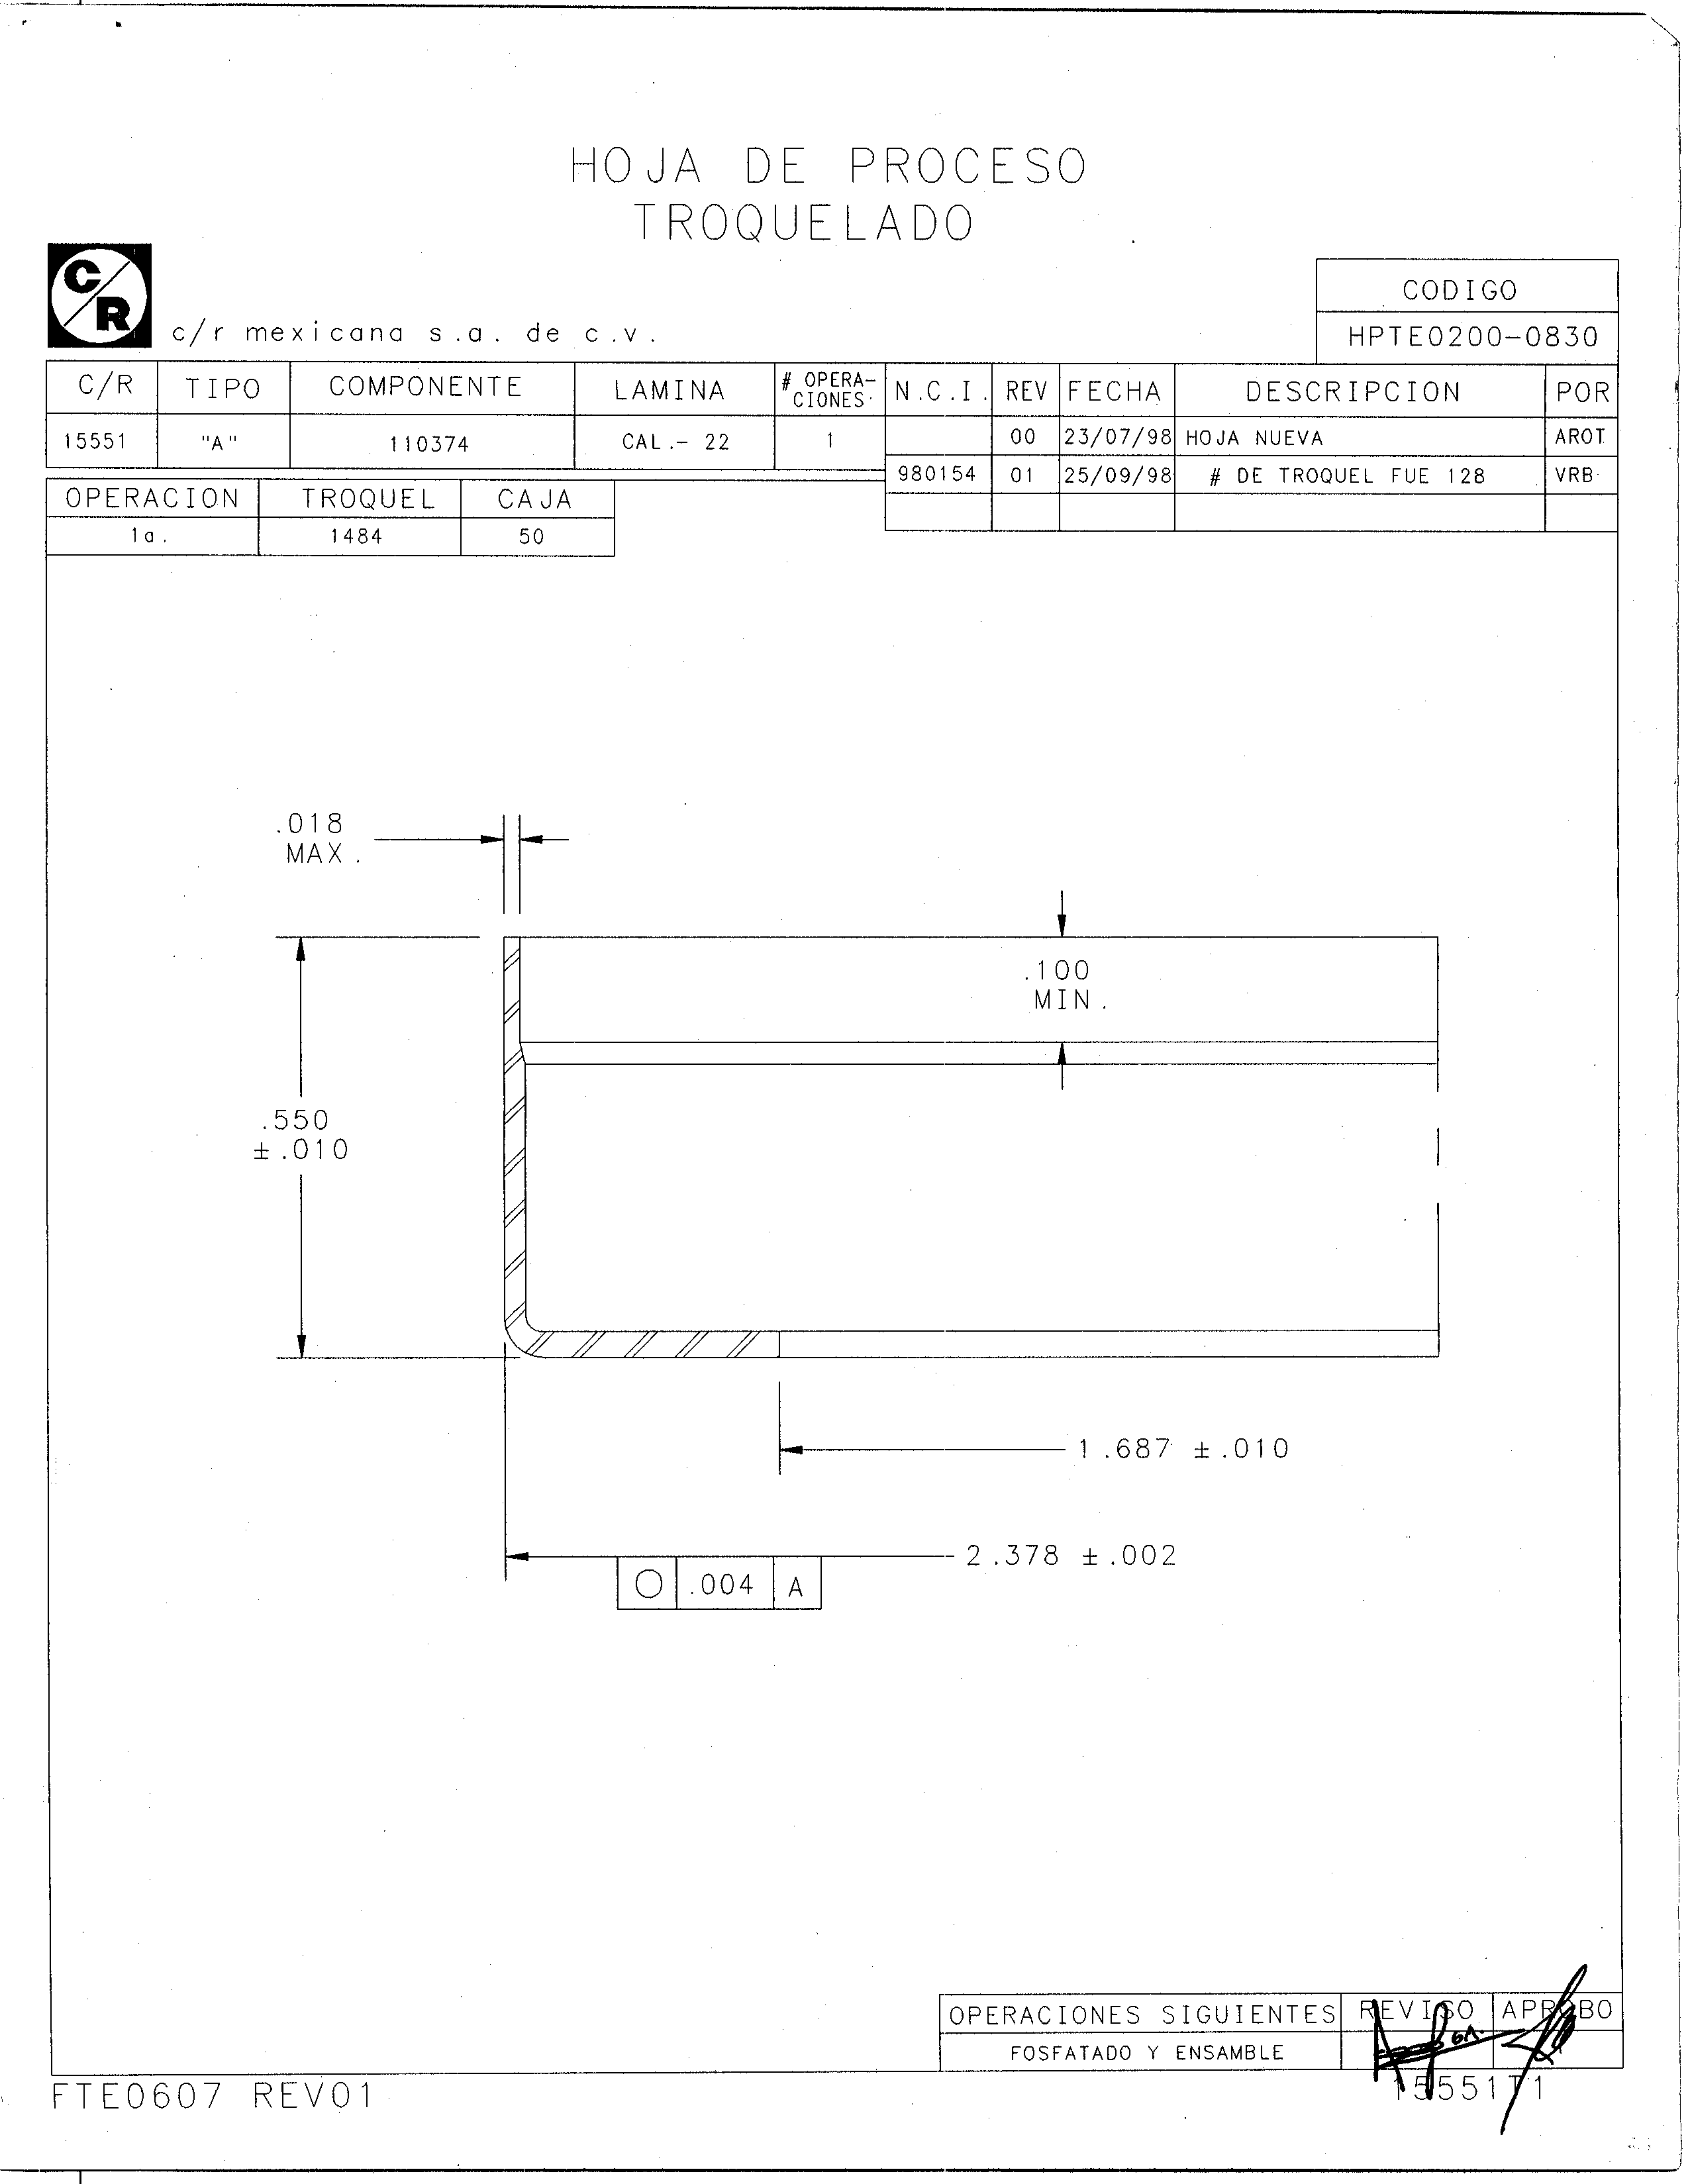 HOJA DE PROCESO
TROQUELADO
C/R
c/r mexicana s.a. de c.v.
CODIGO
HPTE0200-0830
C/R TIPO COMPONENTE LAMINA # OPERA-CIONES N.C.I. REV FECHA DESCRIPCION POR
15551 "A" 110374 CAL.- 22 1 00 23/07/98 HOJA NUEVA AROT
980154 01 25/09/98 # DE TROQUEL FUE 128 VRB
OPERACION TROQUEL CAJA
1a. 1484 50
.018
MAX.
.100
MIN.
.550
±.010
1.687 ±.010
2.378 ±.002
.004 A
OPERACIONES SIGUIENTES REVISO APROBO
FOSFATADO Y ENSAMBLE
FTE0607 REV01
15551T1